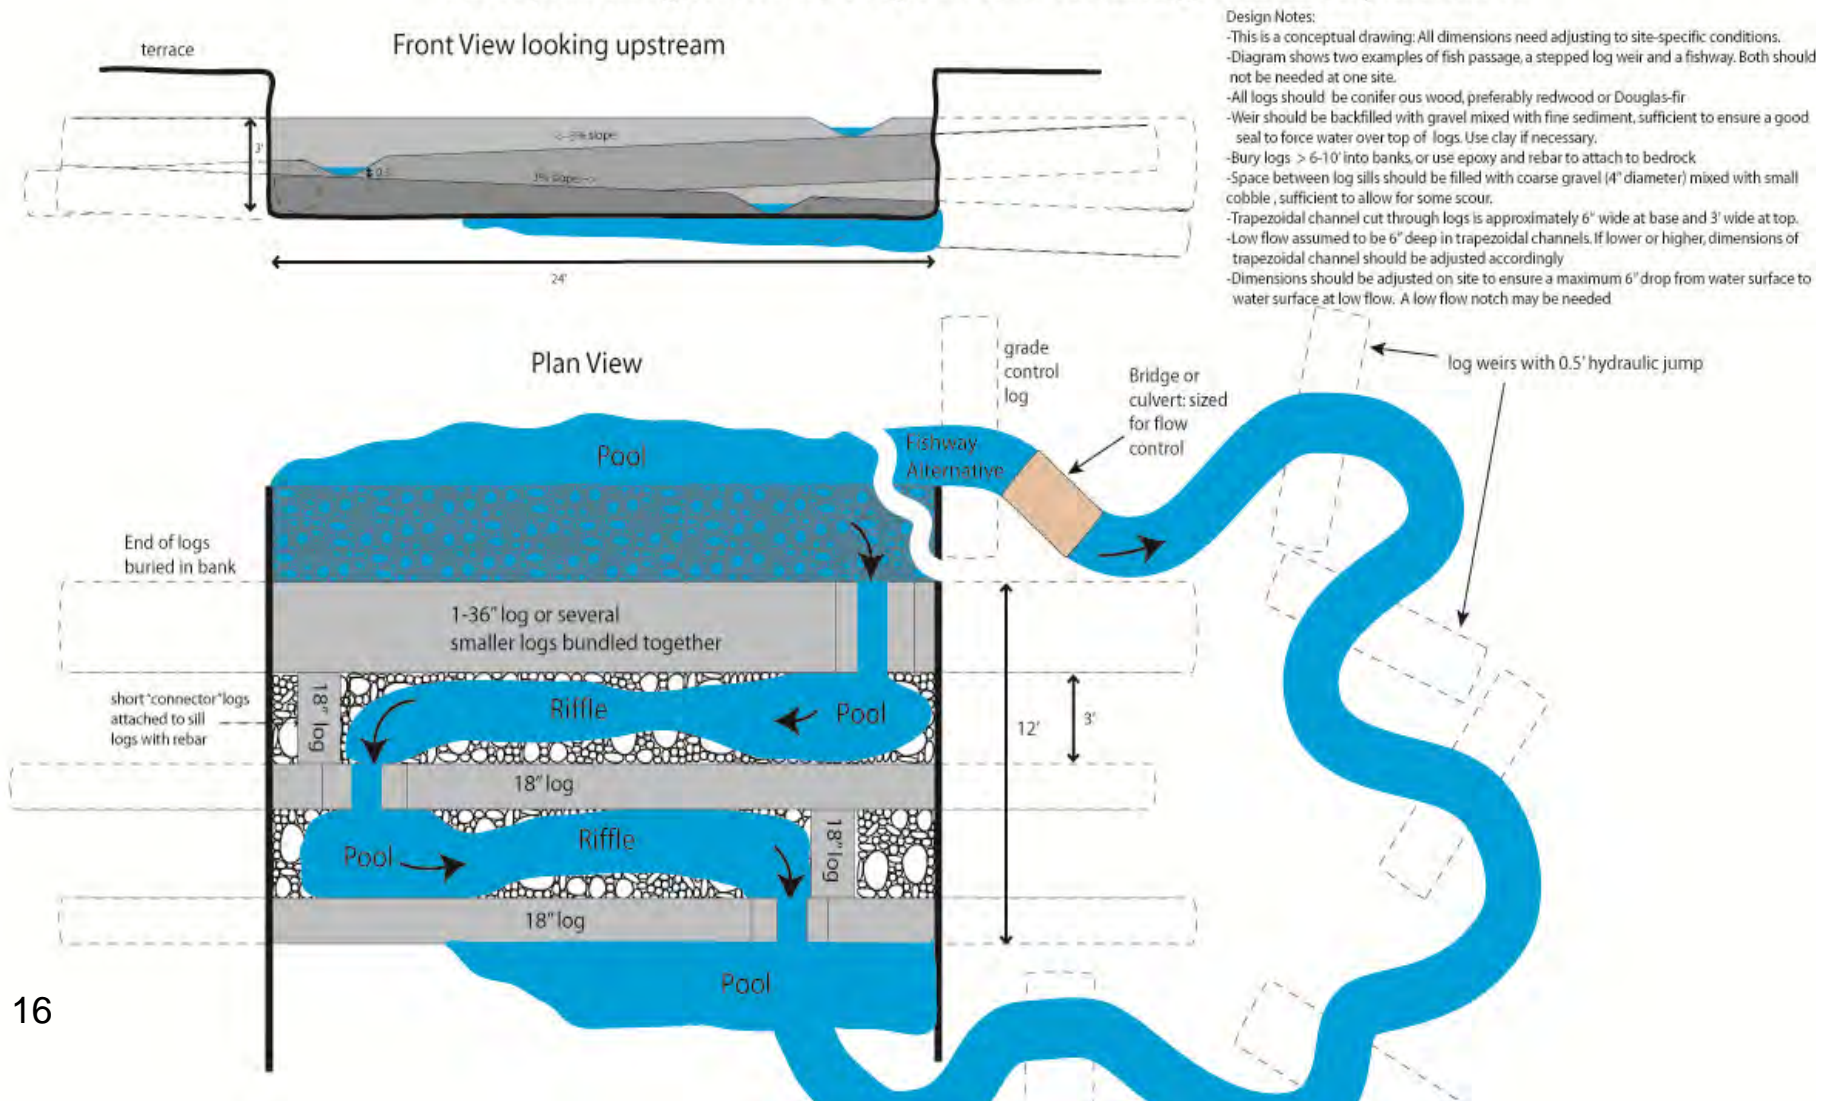 Front View looking upstream
terrace
<-3% slope
3'
0.5'
3% slope->
24'
Design Notes:
-This is a conceptual drawing: All dimensions need adjusting to site-specific conditions.
-Diagram shows two examples of fish passage, a stepped log weir and a fishway. Both should
not be needed at one site.
-All logs should be conifer ous wood, preferably redwood or Douglas-fir
-Weir should be backfilled with gravel mixed with fine sediment, sufficient to ensure a good
seal to force water over top of logs. Use clay if necessary.
-Bury logs > 6-10' into banks, or use epoxy and rebar to attach to bedrock
-Space between log sills should be filled with coarse gravel (4" diameter) mixed with small
cobble , sufficient to allow for some scour.
-Trapezoidal channel cut through logs is approximately 6" wide at base and 3' wide at top.
-Low flow assumed to be 6" deep in trapezoidal channels. If lower or higher, dimensions of
trapezoidal channel should be adjusted accordingly
-Dimensions should be adjusted on site to ensure a maximum 6" drop from water surface to
water surface at low flow. A low flow notch may be needed
Plan View
grade
control
log
Bridge or
culvert: sized
for flow
control
log weirs with 0.5' hydraulic jump
Pool
Fishway
Alternative
End of logs
buried in bank
1-36" log or several
smaller logs bundled together
short "connector" logs
attached to sill
logs with rebar
18" log
Riffle
Pool
12'
3'
18" log
Pool
Riffle
18" log
18" log
Pool
16